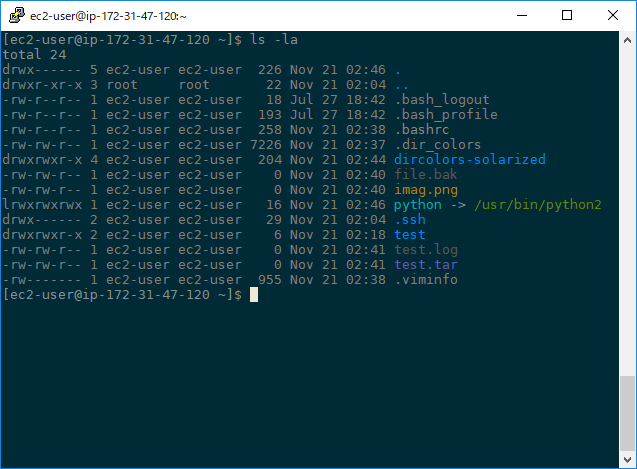 ec2-user@ip-172-31-47-120:~
[ec2-user@ip-172-31-47-120 ~]$ ls -la
total 24
drwx------ 5 ec2-user ec2-user  226 Nov 21 02:46 .
drwxr-xr-x 3 root     root       22 Nov 21 02:04 ..
-rw-r--r-- 1 ec2-user ec2-user   18 Jul 27 18:42 .bash_logout
-rw-r--r-- 1 ec2-user ec2-user  193 Jul 27 18:42 .bash_profile
-rw-r--r-- 1 ec2-user ec2-user  258 Nov 21 02:38 .bashrc
-rw-rw-r-- 1 ec2-user ec2-user 7226 Nov 21 02:37 .dir_colors
drwxrwxr-x 4 ec2-user ec2-user  204 Nov 21 02:44 dircolors-solarized
-rw-rw-r-- 1 ec2-user ec2-user    0 Nov 21 02:40 file.bak
-rw-rw-r-- 1 ec2-user ec2-user    0 Nov 21 02:40 imag.png
lrwxrwxrwx 1 ec2-user ec2-user   16 Nov 21 02:46 python -> /usr/bin/python2
drwx------ 2 ec2-user ec2-user   29 Nov 21 02:04 .ssh
drwxrwxr-x 2 ec2-user ec2-user    6 Nov 21 02:18 test
-rw-rw-r-- 1 ec2-user ec2-user    0 Nov 21 02:41 test.log
-rw-rw-r-- 1 ec2-user ec2-user    0 Nov 21 02:41 test.tar
-rw------- 1 ec2-user ec2-user  955 Nov 21 02:38 .viminfo
[ec2-user@ip-172-31-47-120 ~]$